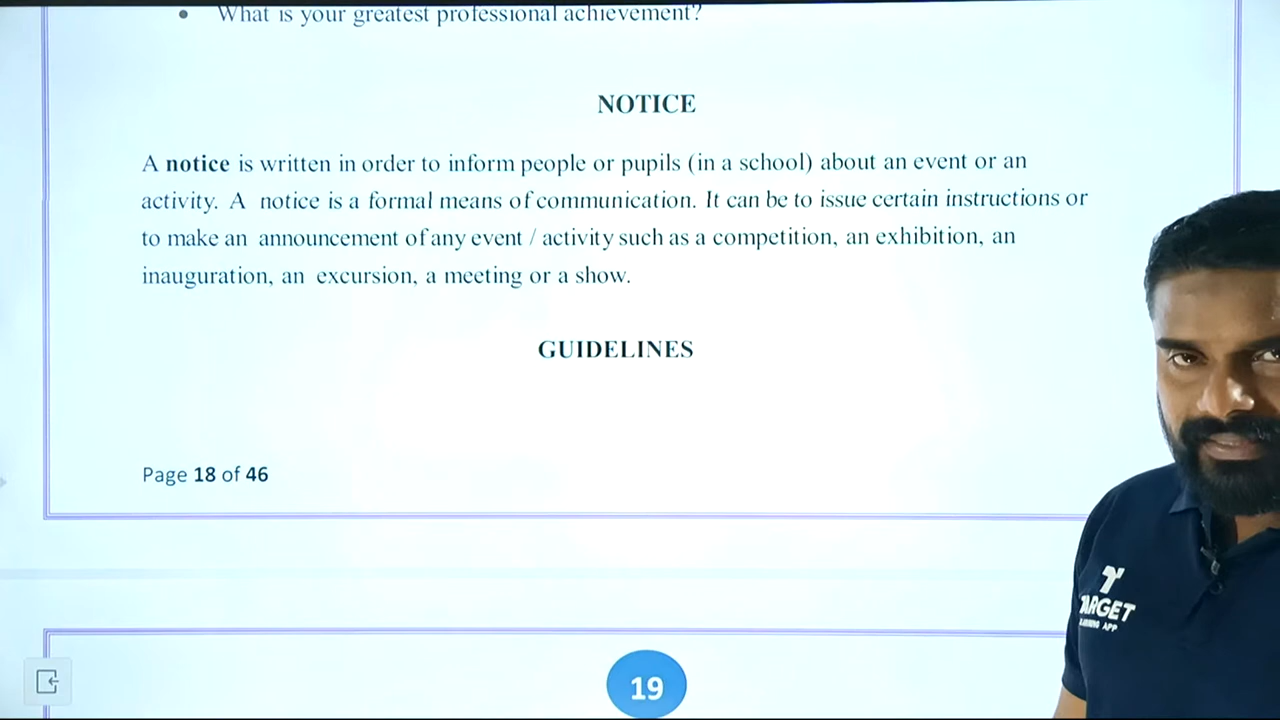 • What is your greatest professional achievement?
NOTICE
A notice is written in order to inform people or pupils (in a school) about an event or an
activity. A notice is a formal means of communication. It can be to issue certain instructions or
to make an announcement of any event / activity such as a competition, an exhibition, an
inauguration, an excursion, a meeting or a show.
GUIDELINES
Page 18 of 46
19
TARGET
LEARNING APP